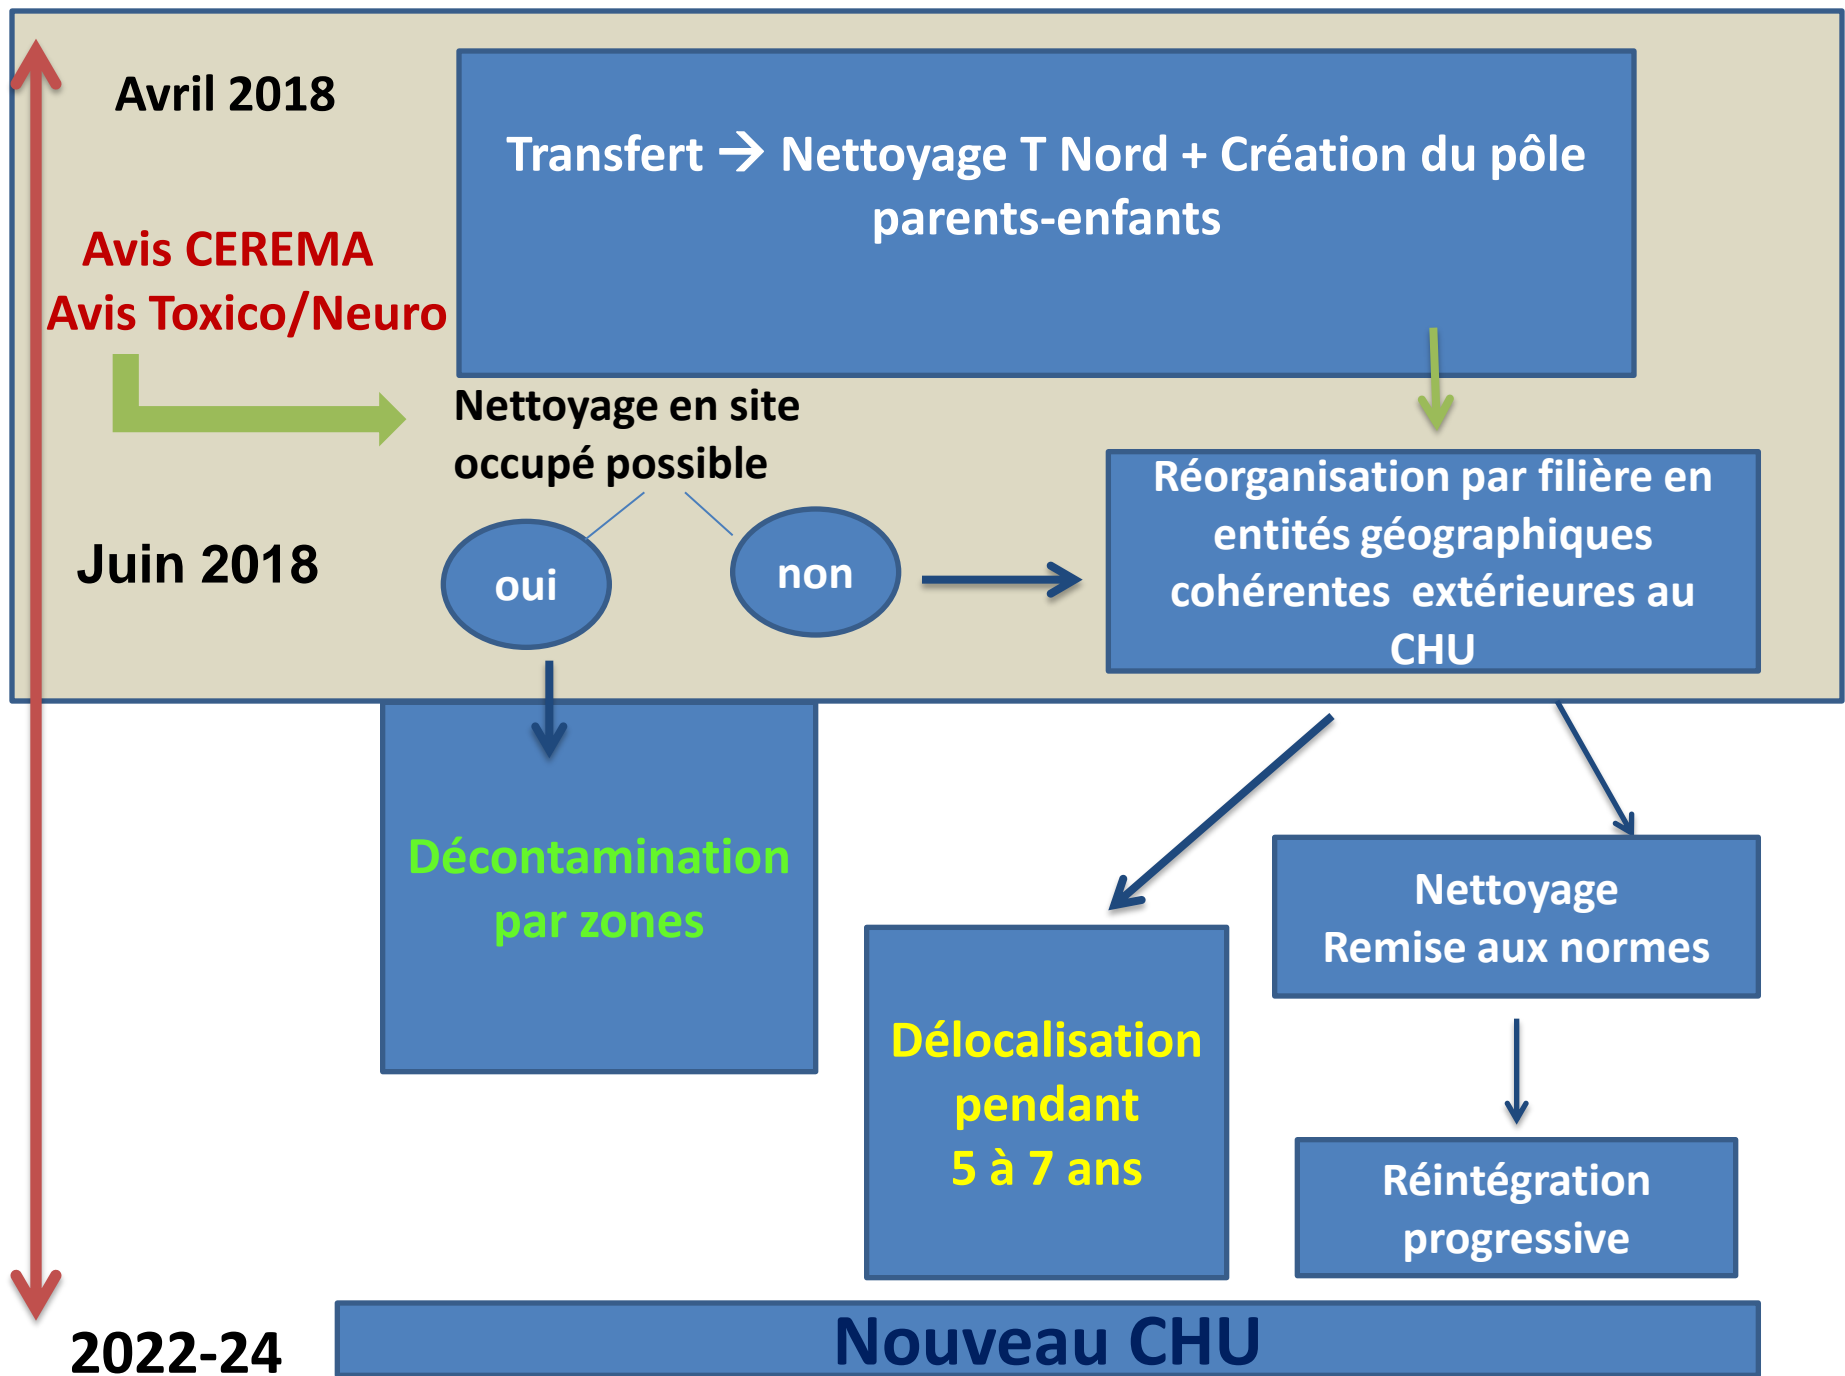 Avril 2018
Transfert → Nettoyage T Nord + Création du pôle
parents-enfants
Avis CEREMA
Avis Toxico/Neuro
Nettoyage en site
occupé possible
Juin 2018
oui
non
Réorganisation par filière en
entités géographiques
cohérentes extérieures au
CHU
Décontamination
par zones
Délocalisation
pendant
5 à 7 ans
Nettoyage
Remise aux normes
Réintégration
progressive
2022-24
Nouveau CHU